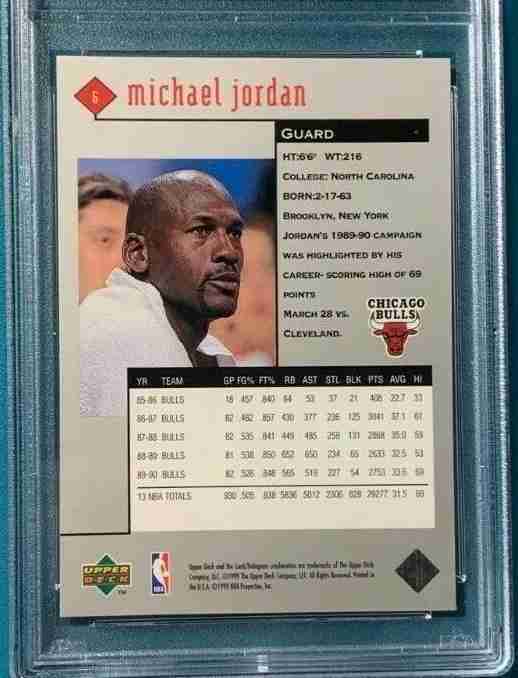 6
michael jordan
GUARD
HT:6'6" WT:216
COLLEGE: NORTH CAROLINA
BORN:2-17-63
BROOKLYN, NEW YORK
JORDAN'S 1989-90 CAMPAIGN
WAS HIGHLIGHTED BY HIS
CAREER- SCORING HIGH OF 69
POINTS
MARCH 28 VS.
CLEVELAND.
CHICAGO
BULLS
YR TEAM GP FG% FT% RB AST STL BLK PTS AVG HI
85-86 BULLS 18 .457 .840 64 53 37 21 408 22.7 33
86-87 BULLS 82 .482 .857 430 377 236 125 3041 37.1 61
87-88 BULLS 82 .535 .841 449 485 259 131 2868 35.0 59
88-89 BULLS 81 .538 .850 652 650 234 65 2633 32.5 53
89-90 BULLS 82 .526 .848 565 519 227 54 2753 33.6 69
13 NBA TOTALS 930 .505 .838 5836 5012 2306 828 29277 31.5 69
UPPER
DECK
TM
NBA
Upper Deck and the Card/Hologram combination are trademarks of The Upper Deck
Company, LLC. ©1999 The Upper Deck Company, LLC. All Rights Reserved. Printed in
the U.S.A. ©1999 NBA Properties, Inc.